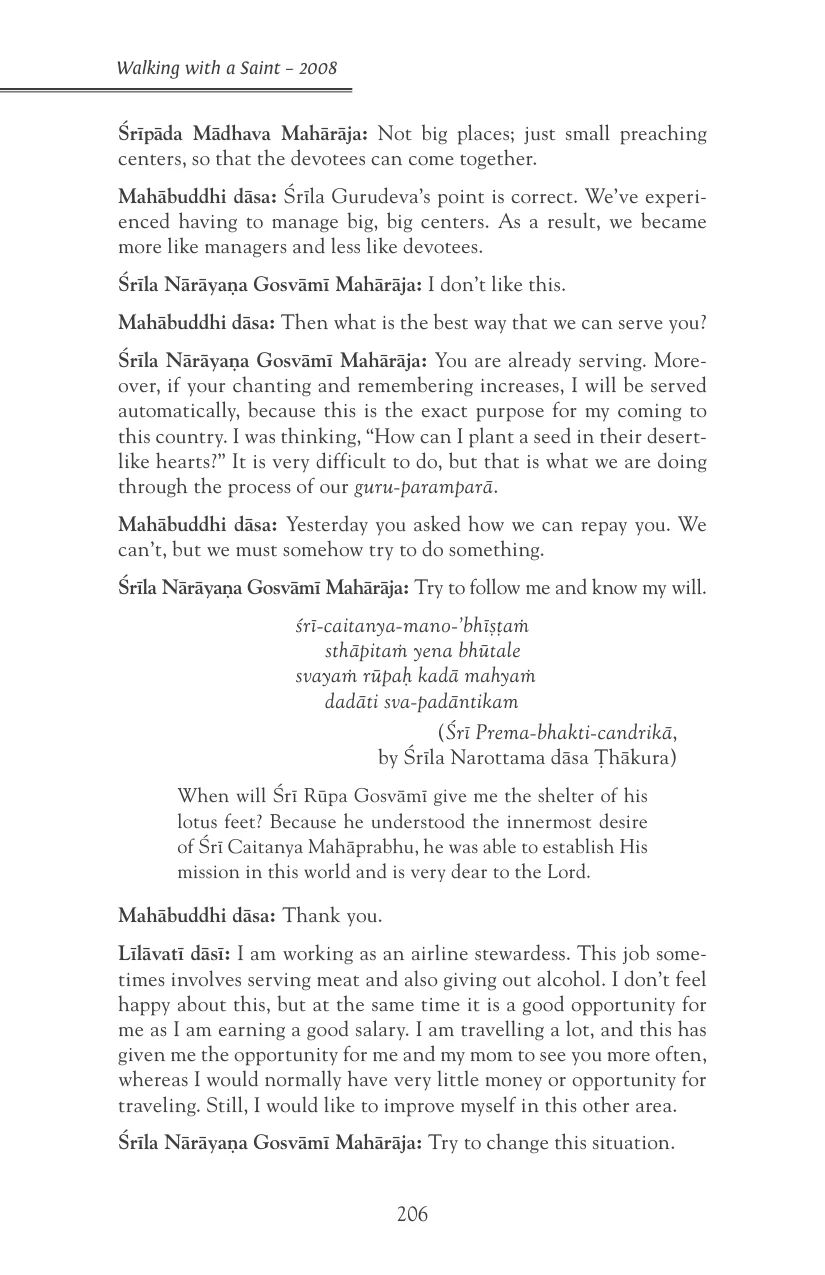 Walking with a Saint – 2008
Śrīpāda Mādhava Mahārāja: Not big places; just small preaching
centers, so that the devotees can come together.
Mahābuddhi dāsa: Śrīla Gurudeva’s point is correct. We’ve experi-
enced having to manage big, big centers. As a result, we became
more like managers and less like devotees.
Śrīla Nārāyaṇa Gosvāmī Mahārāja: I don’t like this.
Mahābuddhi dāsa: Then what is the best way that we can serve you?
Śrīla Nārāyaṇa Gosvāmī Mahārāja: You are already serving. More-
over, if your chanting and remembering increases, I will be served
automatically, because this is the exact purpose for my coming to
this country. I was thinking, “How can I plant a seed in their desert-
like hearts?” It is very difficult to do, but that is what we are doing
through the process of our guru-paramparā.
Mahābuddhi dāsa: Yesterday you asked how we can repay you. We
can’t, but we must somehow try to do something.
Śrīla Nārāyaṇa Gosvāmī Mahārāja: Try to follow me and know my will.
śrī-caitanya-mano-’bhīṣṭaṁ
sthāpitaṁ yena bhūtale
svayaṁ rūpaḥ kadā mahyaṁ
dadāti sva-padāntikam
(Śrī Prema-bhakti-candrikā,
by Śrīla Narottama dāsa Ṭhākura)
When will Śrī Rūpa Gosvāmī give me the shelter of his
lotus feet? Because he understood the innermost desire
of Śrī Caitanya Mahāprabhu, he was able to establish His
mission in this world and is very dear to the Lord.
Mahābuddhi dāsa: Thank you.
Līlāvatī dāsī: I am working as an airline stewardess. This job some-
times involves serving meat and also giving out alcohol. I don’t feel
happy about this, but at the same time it is a good opportunity for
me as I am earning a good salary. I am travelling a lot, and this has
given me the opportunity for me and my mom to see you more often,
whereas I would normally have very little money or opportunity for
traveling. Still, I would like to improve myself in this other area.
Śrīla Nārāyaṇa Gosvāmī Mahārāja: Try to change this situation.
206